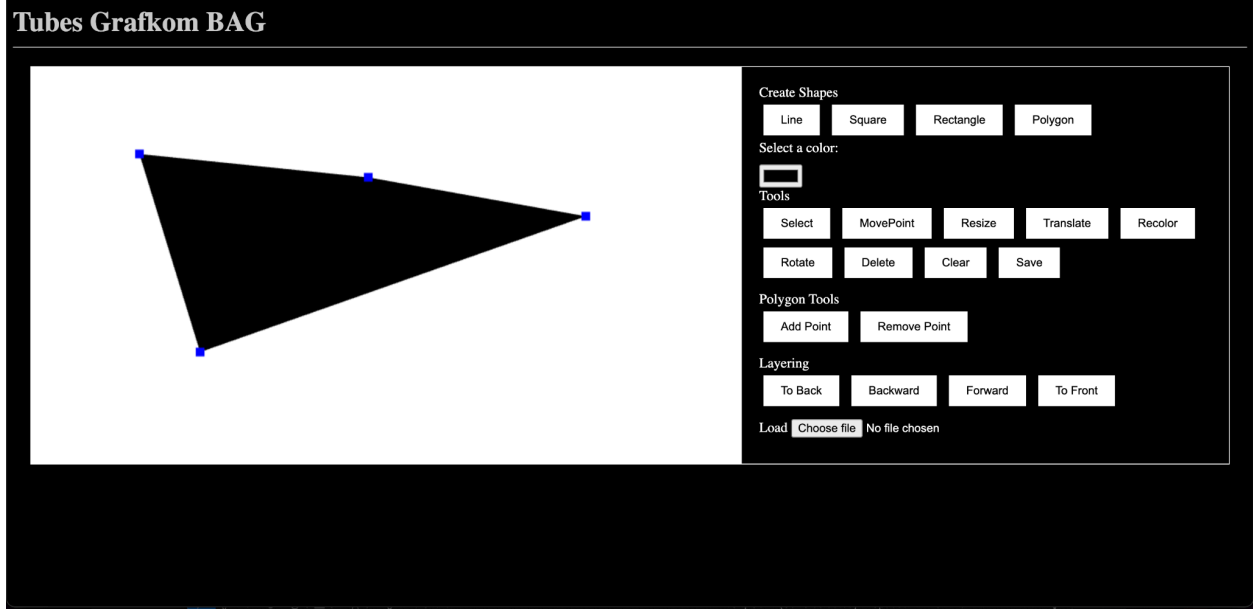 Tubes Grafkom BAG
Create Shapes
Line Square Rectangle Polygon
Select a color:
Tools
Select MovePoint Resize Translate Recolor
Rotate Delete Clear Save
Polygon Tools
Add Point Remove Point
Layering
To Back Backward Forward To Front
Load Choose file No file chosen